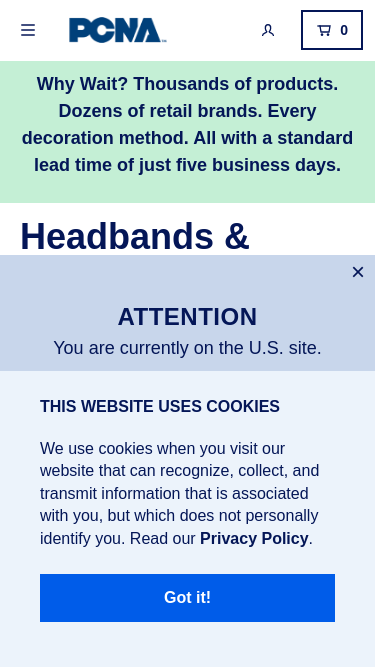 PCNA
0
Why Wait? Thousands of products.
Dozens of retail brands. Every
decoration method. All with a standard
lead time of just five business days.
Headbands &
ATTENTION
You are currently on the U.S. site.
THIS WEBSITE USES COOKIES
We use cookies when you visit our
website that can recognize, collect, and
transmit information that is associated
with you, but which does not personally
identify you. Read our Privacy Policy.
Got it!